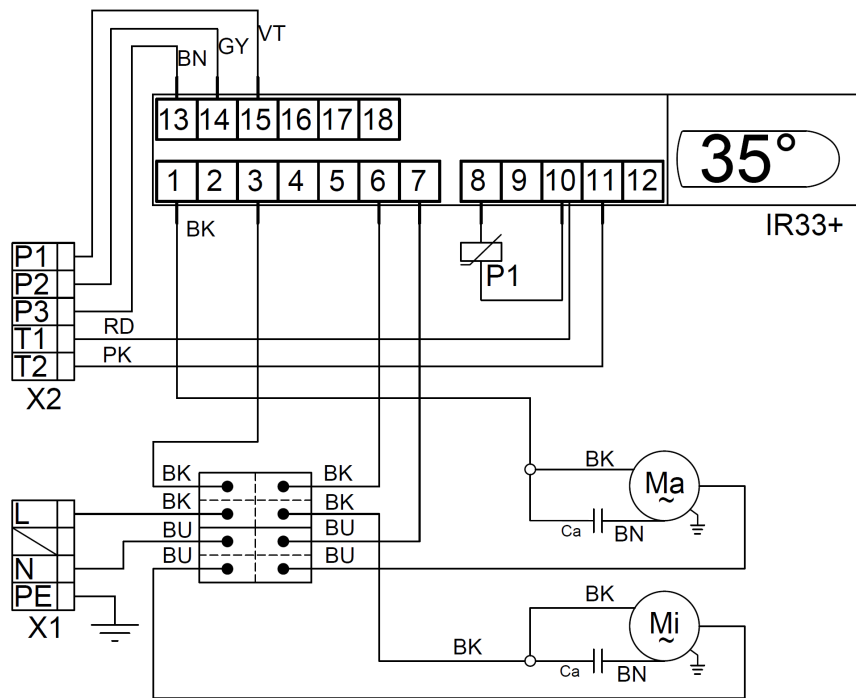 BN GY VT
13 14 15 16 17 18
35°
1 2 3 4 5 6 7 8 9 10 11 12
IR33+
BK
P1
P1
P2
P3
T1 RD
T2 PK
X2
BK BK
BK BK
BU BU
BU BU
L
N
PE
X1
BK
Ma
~
Ca BN
BK
BK
Mi
~
Ca BN